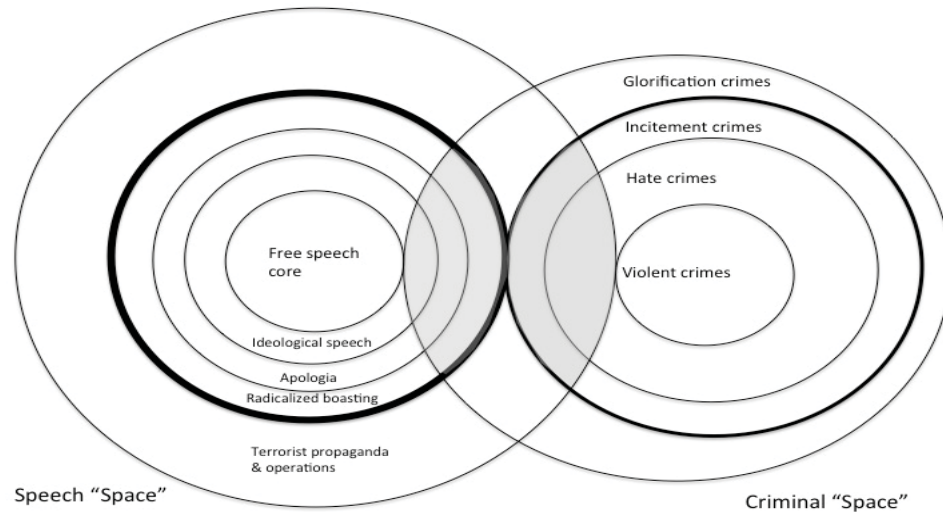 Glorification crimes
Incitement crimes
Hate crimes
Free speech
core
Violent crimes
Ideological speech
Apologia
Radicalized boasting
Terrorist propaganda
& operations
Speech “Space”
Criminal “Space”